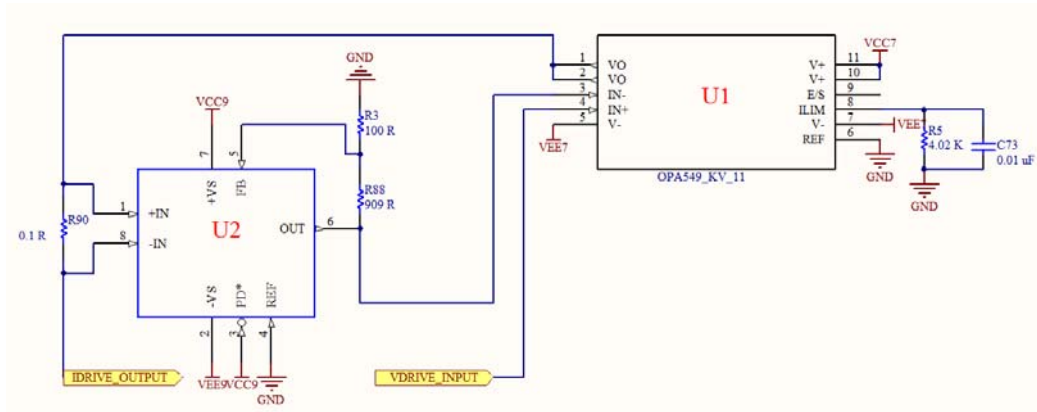 GND
VCC9
R3
100 R
R88
909 R
7
5
+VS
FB
1
+IN
8
-IN
U2
OUT
6
R90
0.1 R
-VS
PD*
REF
2
3
4
VEE9
VCC9
GND
IDRIVE_OUTPUT
VDRIVE_INPUT
1
VO
2
VO
3
IN-
4
IN+
5
V-
VEE7
U1
OPA549_KV_11
VCC7
V+
11
V+
10
E/S
9
ILIM
8
V-
7
REF
6
VEE7
GND
R5
4.02 K
GND
C73
0.01 uF